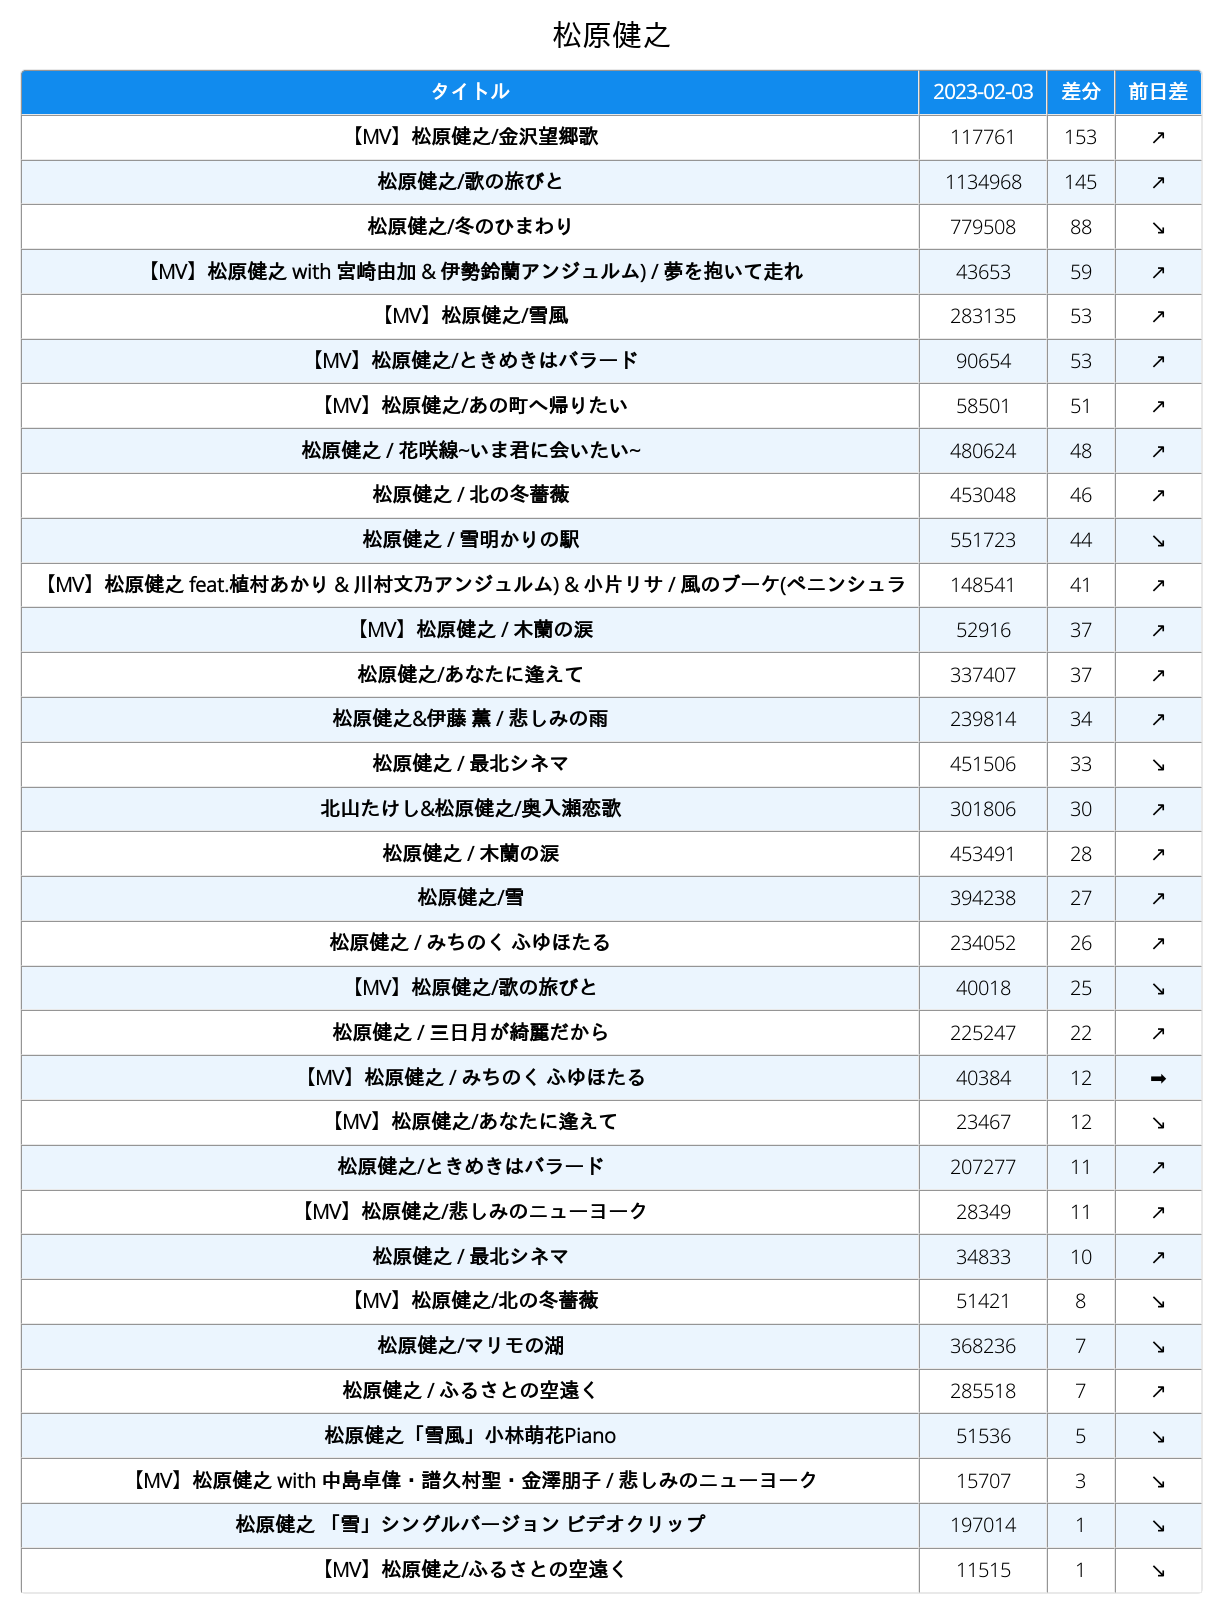 松原健之
タイトル 2023-02-03 差分 前日差
【MV】松原健之/金沢望郷歌 117761 153 ↗
松原健之/歌の旅びと 1134968 145 ↗
松原健之/冬のひまわり 779508 88 ↘
【MV】松原健之 with 宮崎由加 & 伊勢鈴蘭アンジュルム) / 夢を抱いて走れ 43653 59 ↗
【MV】松原健之/雪風 283135 53 ↗
【MV】松原健之/ときめきはバラード 90654 53 ↗
【MV】松原健之/あの町へ帰りたい 58501 51 ↗
松原健之 / 花咲線~いま君に会いたい~ 480624 48 ↗
松原健之 / 北の冬薔薇 453048 46 ↗
松原健之 / 雪明かりの駅 551723 44 ↘
【MV】松原健之 feat.植村あかり & 川村文乃アンジュルム) & 小片リサ / 風のブーケ(ペニンシュラ 148541 41 ↗
【MV】松原健之 / 木蘭の涙 52916 37 ↗
松原健之/あなたに逢えて 337407 37 ↗
松原健之&伊藤 薫 / 悲しみの雨 239814 34 ↗
松原健之 / 最北シネマ 451506 33 ↘
北山たけし&松原健之/奥入瀬恋歌 301806 30 ↗
松原健之 / 木蘭の涙 453491 28 ↗
松原健之/雪 394238 27 ↗
松原健之 / みちのく ふゆほたる 234052 26 ↗
【MV】松原健之/歌の旅びと 40018 25 ↘
松原健之 / 三日月が綺麗だから 225247 22 ↗
【MV】松原健之 / みちのく ふゆほたる 40384 12 ➡
【MV】松原健之/あなたに逢えて 23467 12 ↘
松原健之/ときめきはバラード 207277 11 ↗
【MV】松原健之/悲しみのニューヨーク 28349 11 ↗
松原健之 / 最北シネマ 34833 10 ↗
【MV】松原健之/北の冬薔薇 51421 8 ↘
松原健之/マリモの湖 368236 7 ↘
松原健之 / ふるさとの空遠く 285518 7 ↗
松原健之「雪風」小林萌花Piano 51536 5 ↘
【MV】松原健之 with 中島卓偉・譜久村聖・金澤朋子 / 悲しみのニューヨーク 15707 3 ↘
松原健之 「雪」シングルバージョン ビデオクリップ 197014 1 ↘
【MV】松原健之/ふるさとの空遠く 11515 1 ↘